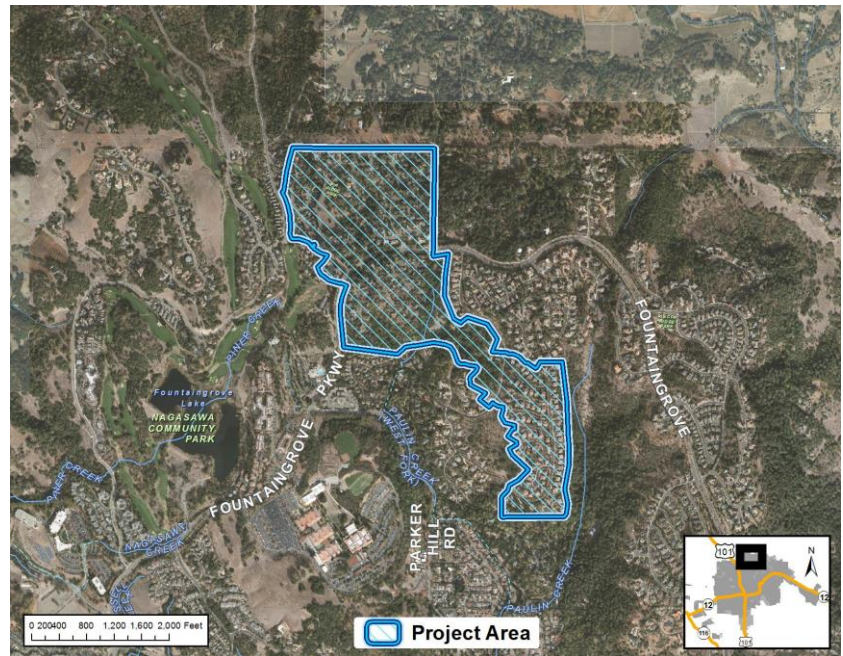 PINER CREEK
Fountaingrove
Lake
NAGASAWA
COMMUNITY
PARK
PINER CREEK
NAGASAWA
CREEK
FOUNTAINGROVE PKWY
PAULIN CREEK
(WEST FORK)
PARKER
HILL
RD
PAULIN CREEK
FOUNTAINGROVE
CREEK
0 200400 800 1,200 1,600 2,000 Feet
Project Area
101
N
12
12
116
101